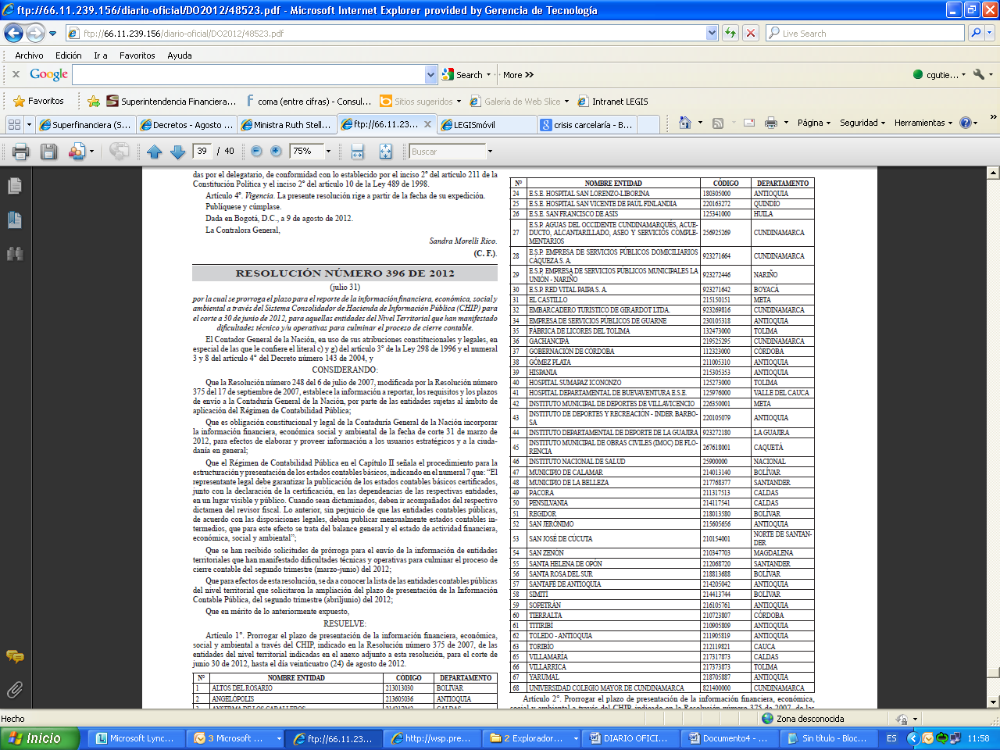 ftp://66.11.239.156/diario-oficial/DO2012/48523.pdf - Microsoft Internet Explorer provided by Gerencia de Tecnología
ftp://66.11.239.156/diario-oficial/DO2012/48523.pdf
Live Search
Archivo Edición Ir a Favoritos Ayuda
Google Search More » cgutie...
Favoritos Superintendencia Financiera... coma (entre cifras) - Consul... Sitios sugeridos Galería de Web Slice Intranet LEGIS
Superfinanciera (S... Decretos - Agosto ... Ministra Ruth Stell... ftp://66.11.23... LEGISmóvil crisis carcelaría - B... Página Seguridad Herramientas
39 / 40 75% Buscar
das por el delegatario, de conformidad con lo establecido por el inciso 2° del artículo 211 de la
Constitución Política y el inciso 2° del artículo 10 de la Ley 489 de 1998.
Artículo 4°. Vigencia. La presente resolución rige a partir de la fecha de su expedición.
Publíquese y cúmplase.
Dada en Bogotá, D.C., a 9 de agosto de 2012.
La Contralora General,
Sandra Morelli Rico.
(C. F.).
RESOLUCIÓN NÚMERO 396 DE 2012
(julio 31)
por la cual se prorroga el plazo para el reporte de la información financiera, económica, social y
ambiental a través del Sistema Consolidador de Hacienda de Información Pública (CHIP) para
el corte a 30 de junio de 2012, para aquellas entidades del Nivel Territorial que han manifestado
dificultades técnico y/u operativas para culminar el proceso de cierre contable.
El Contador General de la Nación, en uso de sus atribuciones constitucionales y legales, en
especial de las que le confiere el literal c) y g) del artículo 3° de la Ley 298 de 1996 y el numeral
3 y 8 del artículo 4° del Decreto número 143 de 2004, y
CONSIDERANDO:
Que la Resolución número 248 del 6 de julio de 2007, modificada por la Resolución número
375 del 17 de septiembre de 2007, establece la información a reportar, los requisitos y los plazos
de envío a la Contaduría General de la Nación, por parte de las entidades sujetas al ámbito de
aplicación del Régimen de Contabilidad Pública;
Que es obligación constitucional y legal de la Contaduría General de la Nación incorporar
la información financiera, económica social y ambiental de la fecha de corte 31 de marzo de
2012, para efectos de elaborar y proveer información a los usuarios estratégicos y a la ciuda-
danía en general;
Que el Régimen de Contabilidad Pública en el Capítulo II señala el procedimiento para la
estructuración y presentación de los estados contables básicos, indicando en el numeral 7 que: “El
representante legal debe garantizar la publicación de los estados contables básicos certificados,
junto con la declaración de la certificación, en las dependencias de las respectivas entidades,
en un lugar visible y público. Cuando sean dictaminados, deben ir acompañados del respectivo
dictamen del revisor fiscal. Lo anterior, sin perjuicio de que las entidades contables públicas,
de acuerdo con las disposiciones legales, deban publicar mensualmente estados contables in-
termedios, que para este efecto se trata del balance general y el estado de actividad financiera,
económica, social y ambiental”;
Que se han recibido solicitudes de prórroga para el envío de la información de entidades
territoriales que han manifestado dificultades técnicas y operativas para culminar el proceso de
cierre contable del segundo trimestre (marzo-junio) del 2012;
Que para efectos de esta resolución, se da a conocer la lista de las entidades contables públicas
del nivel territorial que solicitaron la ampliación del plazo de presentación de la Información
Contable Pública, del segundo trimestre (abriljunio) del 2012;
Que en mérito de lo anteriormente expuesto,
RESUELVE:
Artículo 1°. Prorrogar el plazo de presentación de la información financiera, económica,
social y ambiental a través del CHIP, indicado en la Resolución número 375 de 2007, de las
entidades del nivel territorial indicadas en el anexo adjunto a esta resolución, para el corte de
junio 30 de 2012, hasta el día veinticuatro (24) de agosto de 2012.
N° NOMBRE ENTIDAD CÓDIGO DEPARTAMENTO
1 ALTOS DEL ROSARIO 213013030 BOLÍVAR
2 ANGELÓPOLIS 213605036 ANTIOQUIA
N° NOMBRE ENTIDAD CÓDIGO DEPARTAMENTO
24 E.S.E. HOSPITAL SAN LORENZO-LIBORINA 180305000 ANTIOQUIA
25 E.S.E. HOSPITAL SAN VICENTE DE PAUL FINLANDIA 220163272 QUINDÍO
26 E.S.E. SAN FRANCISCO DE ASÍS 125341000 HUILA
27 E.S.P. AGUAS DEL OCCIDENTE CUNDINAMARQUÉS, ACUE-
DUCTO, ALCANTARILLADO, ASEO Y SERVICIOS COMPLE-
MENTARIOS 256925269 CUNDINAMARCA
28 E.S.P. EMPRESA DE SERVICIOS PÚBLICOS DOMICILIARIOS
CÁQUEZA S. A. 923271664 CUNDINAMARCA
29 E.S.P. EMPRESA DE SERVICIOS PÚBLICOS MUNICIPALES LA
UNIÓN - NARIÑO 923272446 NARIÑO
30 E.S.P. RED VITAL PAIPA S. A. 923271642 BOYACÁ
31 EL CASTILLO 215150151 META
32 EMBARCADERO TURÍSTICO DE GIRARDOT LTDA. 923269816 CUNDINAMARCA
34 EMPRESA DE SERVICIOS PÚBLICOS DE GUARNE 230105318 ANTIOQUIA
35 FÁBRICA DE LICORES DEL TOLIMA 132473000 TOLIMA
36 GACHANCIPÁ 219525295 CUNDINAMARCA
37 GOBERNACIÓN DE CÓRDOBA 112323000 CÓRDOBA
38 GÓMEZ PLATA 211005310 ANTIOQUIA
39 HISPANIA 215305353 ANTIOQUIA
40 HOSPITAL SUMAPAZ ICONONZO 125273000 TOLIMA
41 HOSPITAL DEPARTAMENTAL DE BUEVAVENTURA E.S.E. 125976000 VALLE DEL CAUCA
42 INSTITUTO MUNICIPAL DE DEPORTES DE VILLAVICENCIO 226350001 META
43 INSTITUTO DE DEPORTES Y RECREACIÓN - INDER BARBO-
SA 220105079 ANTIOQUIA
44 INSTITUTO DEPARTAMENTAL DE DEPORTE DE LA GUAJIRA 923272180 LA GUAJIRA
45 INSTITUTO MUNICIPAL DE OBRAS CIVILES (IMOC) DE FLO-
RENCIA 267618001 CAQUETÁ
46 INSTITUTO NACIONAL DE SALUD 25900000 NACIONAL
47 MUNICIPIO DE CALAMAR 214013140 BOLÍVAR
48 MUNICIPIO DE LA BELLEZA 217768377 SANTANDER
49 PÁCORA 211317513 CALDAS
50 PENSILVANIA 214117541 CALDAS
51 REGIDOR 218013580 BOLÍVAR
52 SAN JERÓNIMO 215605656 ANTIOQUIA
53 SAN JOSÉ DE CÚCUTA 210154001 NORTE DE SANTAN-
DER
54 SAN ZENÓN 210347703 MAGDALENA
55 SANTA HELENA DE OPÓN 212068720 SANTANDER
56 SANTA ROSA DEL SUR 218813688 BOLÍVAR
57 SANTAFE DE ANTIOQUIA 214205042 ANTIOQUIA
58 SIMITÍ 214413744 BOLÍVAR
59 SOPETRÁN 216105761 ANTIOQUIA
60 TIERRALTA 210723807 CÓRDOBA
61 TITIRIBÍ 210905809 ANTIOQUIA
62 TOLEDO - ANTIOQUIA 211905819 ANTIOQUIA
63 TORIBÍO 212119821 CAUCA
65 VILLAMARÍA 217317873 CALDAS
66 VILLARRICA 217373873 TOLIMA
67 YARUMAL 218705887 ANTIOQUIA
68 UNIVERSIDAD COLEGIO MAYOR DE CUNDINAMARCA 821400000 CUNDINAMARCA
Artículo 2°. Prorrogar el plazo de presentación de la información financiera, económica,
social y ambiental a través del CHIP, indicado en la Resolución número 375 de 2007, de las
Hecho Zona desconocida
Inicio Microsoft Lync... 3 Microsoft ... ftp://66.11.23... http://wsp.pre... 2 Explorador... DIARIO OFICI... Documento4 - ... Sin título - Bloc... ES 11:58